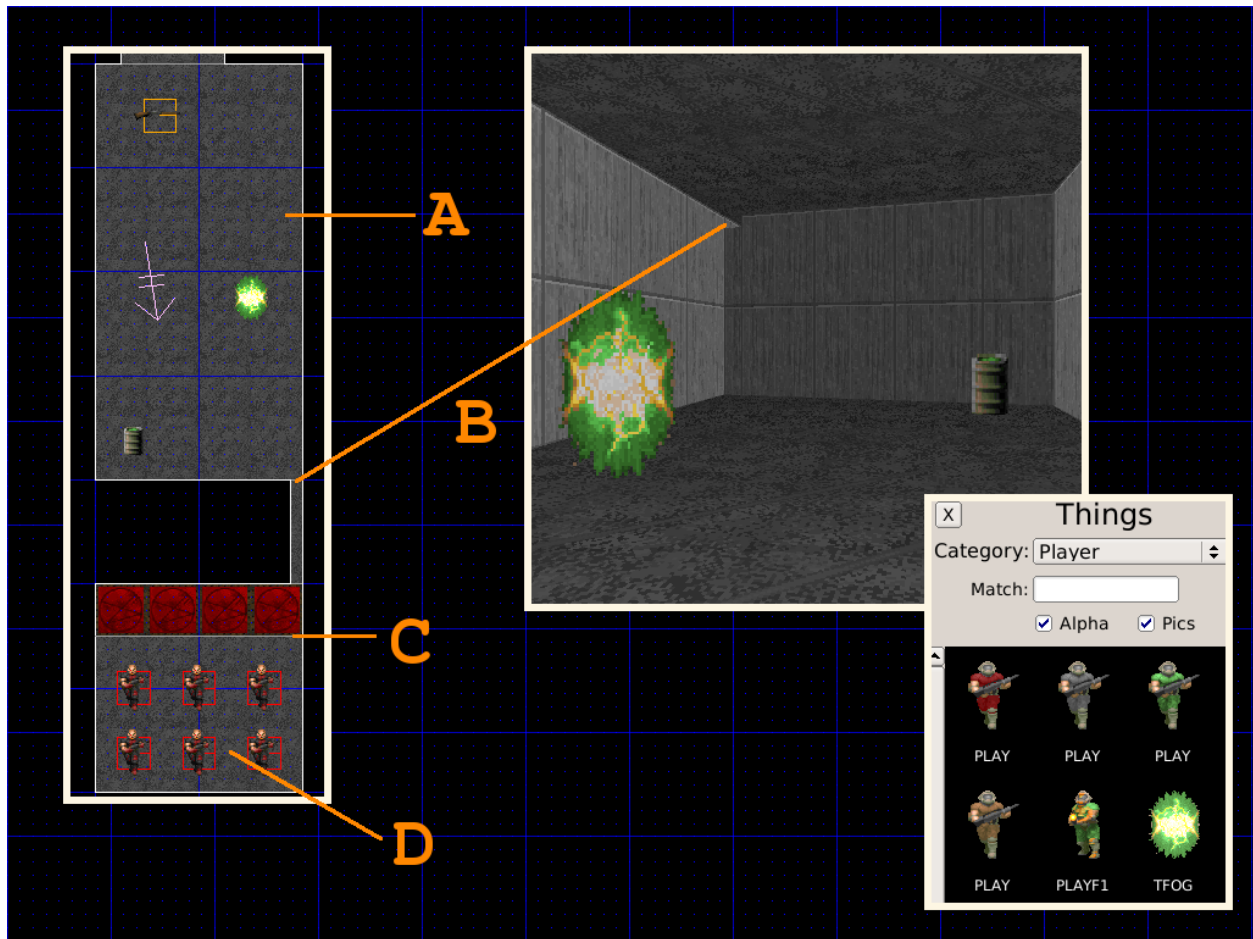 A
B
C
D
X
Things
Category: Player
Match:
Alpha Pics
PLAY PLAY PLAY
PLAY PLAYF1 TFOG